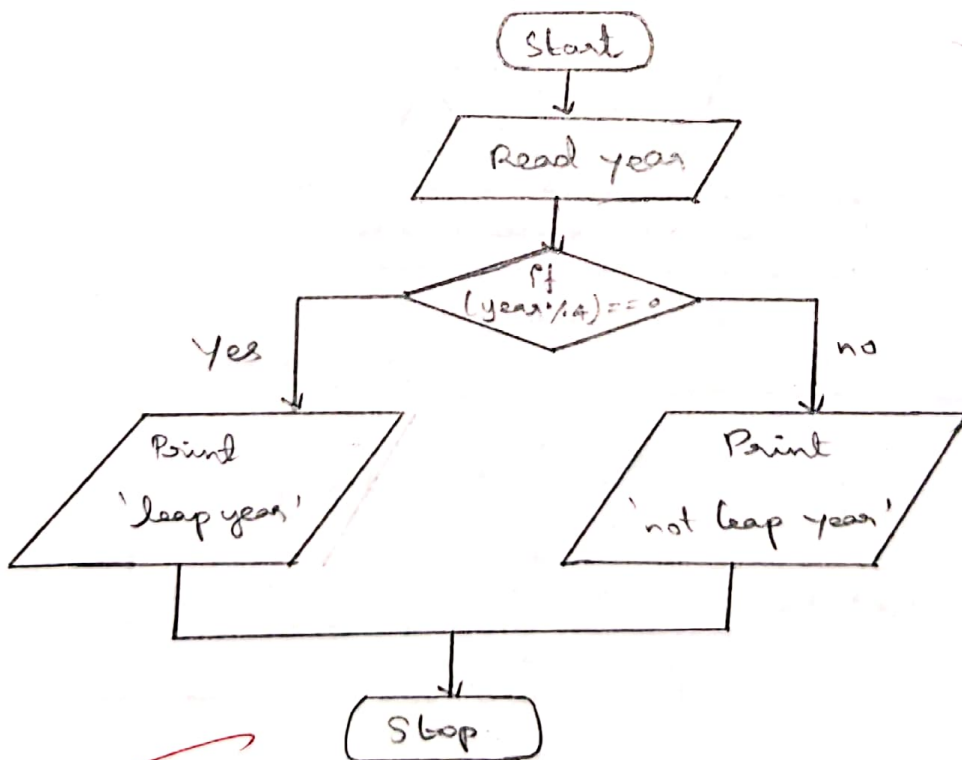 Start
Read year
if
(year%4)==0
Yes
no
Print
'leap year'
Print
'not leap year'
Stop